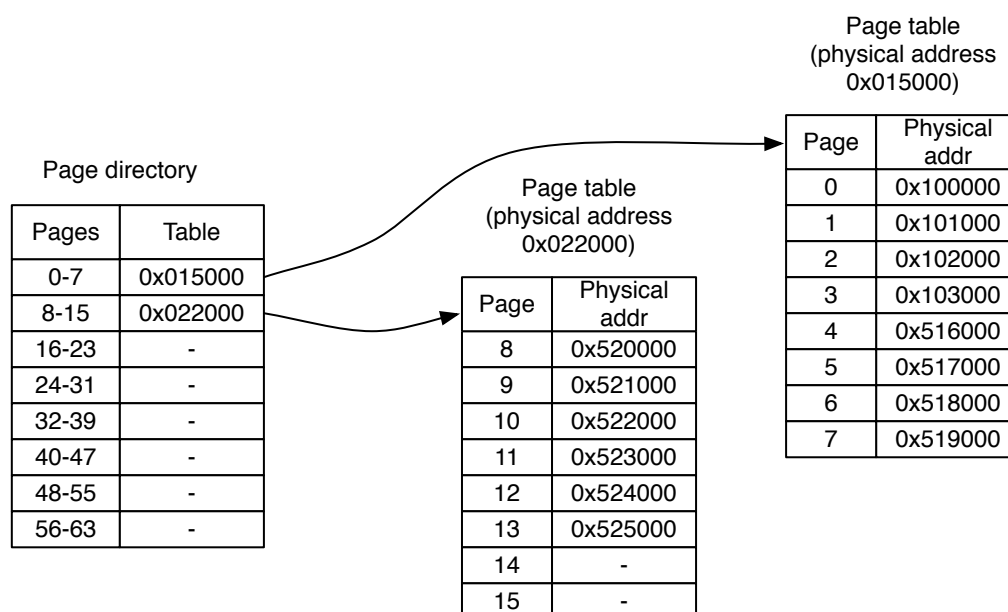 Page directory
Pages Table
0-7 0x015000
8-15 0x022000
16-23 -
24-31 -
32-39 -
40-47 -
48-55 -
56-63 -
Page table
(physical address
0x022000)
Page Physical
addr
8 0x520000
9 0x521000
10 0x522000
11 0x523000
12 0x524000
13 0x525000
14 -
15 -
Page table
(physical address
0x015000)
Page Physical
addr
0 0x100000
1 0x101000
2 0x102000
3 0x103000
4 0x516000
5 0x517000
6 0x518000
7 0x519000